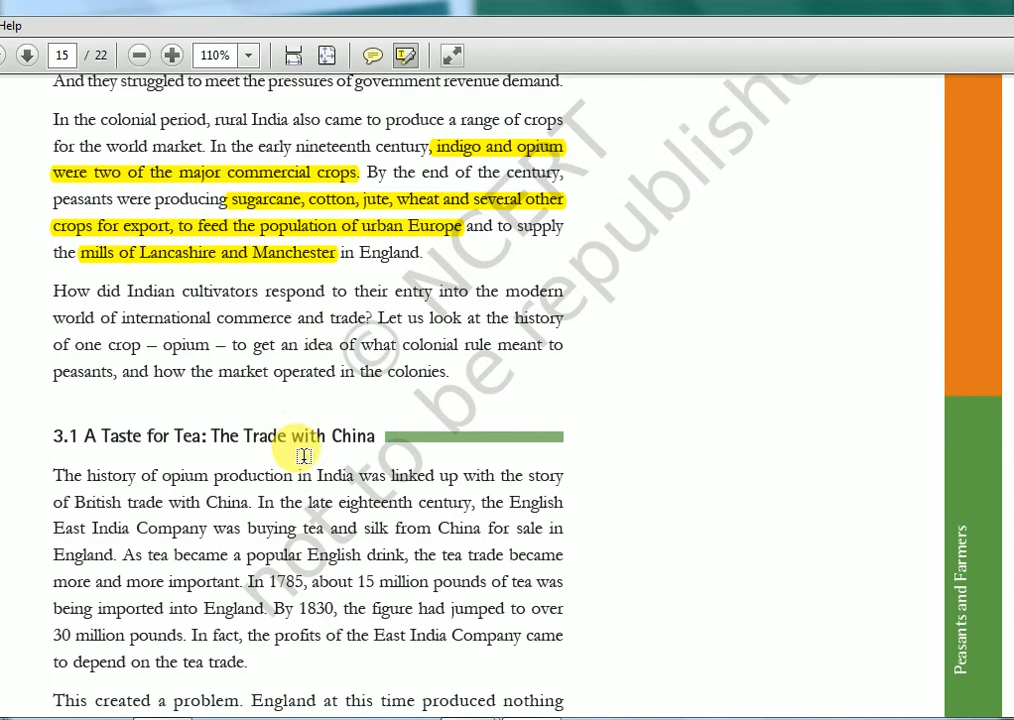 Help
15 / 22 110%
And they struggled to meet the pressures of government revenue demand.
In the colonial period, rural India also came to produce a range of crops
for the world market. In the early nineteenth century, indigo and opium
were two of the major commercial crops. By the end of the century,
peasants were producing sugarcane, cotton, jute, wheat and several other
crops for export, to feed the population of urban Europe and to supply
the mills of Lancashire and Manchester in England.
How did Indian cultivators respond to their entry into the modern
world of international commerce and trade? Let us look at the history
of one crop – opium – to get an idea of what colonial rule meant to
peasants, and how the market operated in the colonies.
3.1 A Taste for Tea: The Trade with China
The history of opium production in India was linked up with the story
of British trade with China. In the late eighteenth century, the English
East India Company was buying tea and silk from China for sale in
England. As tea became a popular English drink, the tea trade became
more and more important. In 1785, about 15 million pounds of tea was
being imported into England. By 1830, the figure had jumped to over
30 million pounds. In fact, the profits of the East India Company came
to depend on the tea trade.
This created a problem. England at this time produced nothing
© NCERT
not to be republished
Peasants and Farmers